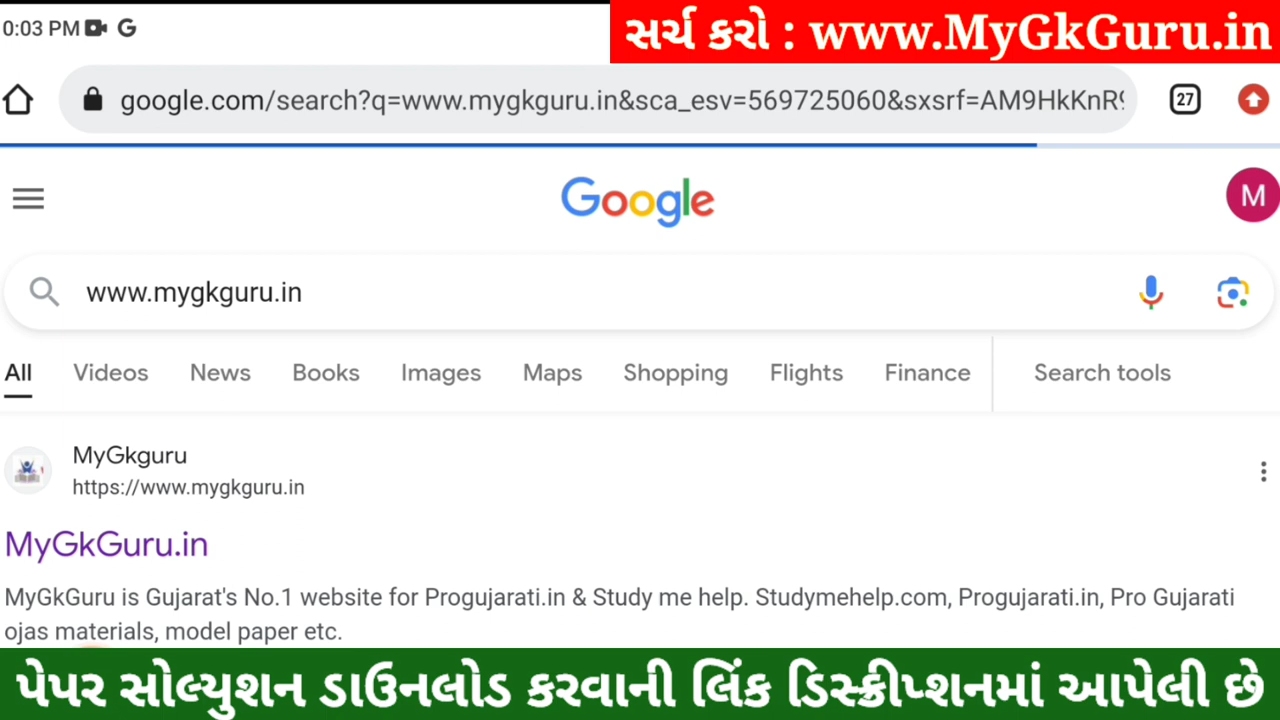 0:03 PM
સર્ચ કરો : www.MyGkGuru.in
google.com/search?q=www.mygkguru.in&sca_esv=569725060&sxsrf=AM9HkKnR9
27
Google
M
www.mygkguru.in
All Videos News Books Images Maps Shopping Flights Finance Search tools
MyGkguru
https://www.mygkguru.in
MyGkGuru.in
MyGkGuru is Gujarat's No.1 website for Progujarati.in & Study me help. Studymehelp.com, Progujarati.in, Pro Gujarati
ojas materials, model paper etc.
પેપર સોલ્યુશન ડાઉનલોડ કરવાની લિંક ડિસ્ક્રીપ્શનમાં આપેલી છે